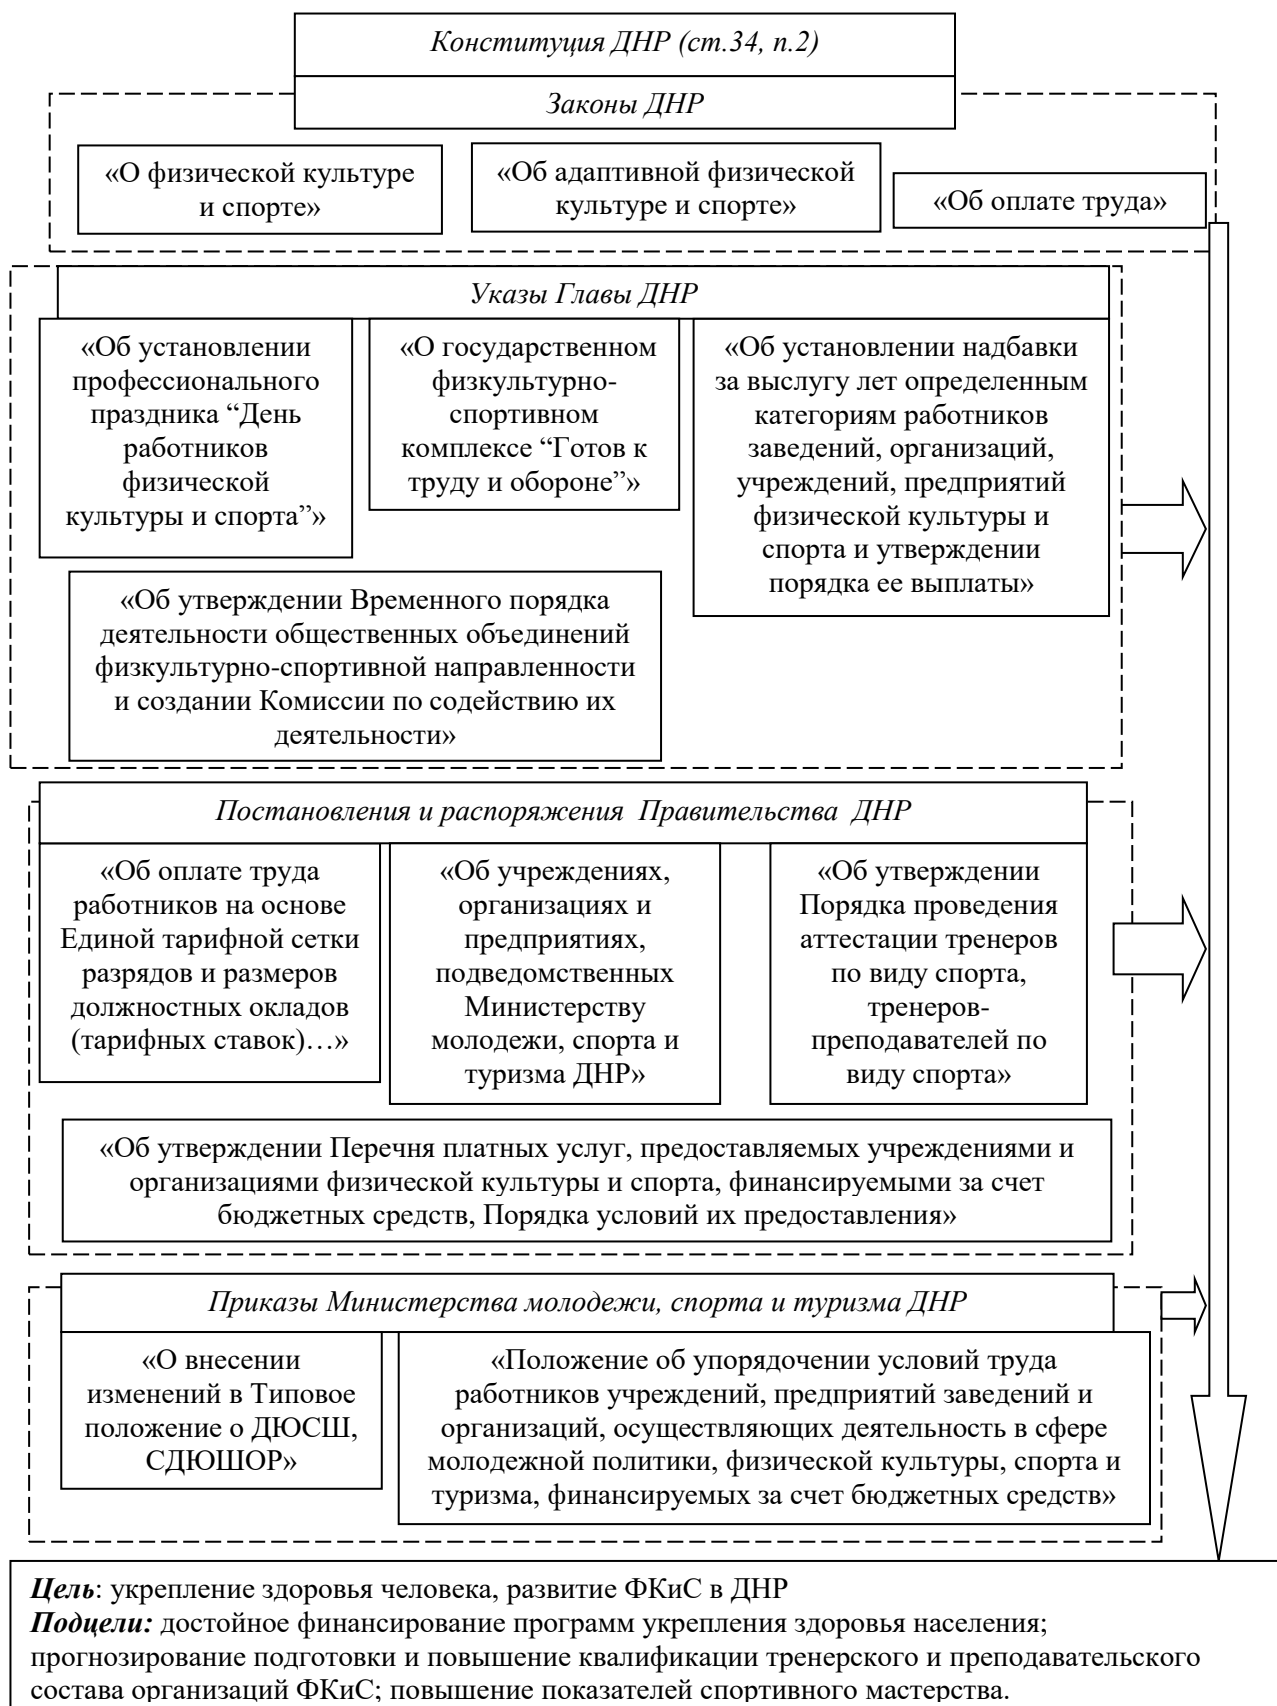 Конституция ДНР (ст.34, п.2)
Законы ДНР
«О физической культуре
и спорте»
«Об адаптивной физической
культуре и спорте»
«Об оплате труда»
Указы Главы ДНР
«Об установлении
профессионального
праздника “День
работников
физической
культуры и спорта”»
«О государственном
физкультурно-
спортивном
комплексе “Готов к
труду и обороне”»
«Об установлении надбавки
за выслугу лет определенным
категориям работников
заведений, организаций,
учреждений, предприятий
физической культуры и
спорта и утверждении
порядка ее выплаты»
«Об утверждении Временного порядка
деятельности общественных объединений
физкультурно-спортивной направленности
и создании Комиссии по содействию их
деятельности»
Постановления и распоряжения Правительства ДНР
«Об оплате труда
работников на основе
Единой тарифной сетки
разрядов и размеров
должностных окладов
(тарифных ставок)…»
«Об учреждениях,
организациях и
предприятиях,
подведомственных
Министерству
молодежи, спорта и
туризма ДНР»
«Об утверждении
Порядка проведения
аттестации тренеров
по виду спорта,
тренеров-
преподавателей по
виду спорта»
«Об утверждении Перечня платных услуг, предоставляемых учреждениями и
организациями физической культуры и спорта, финансируемыми за счет
бюджетных средств, Порядка условий их предоставления»
Приказы Министерства молодежи, спорта и туризма ДНР
«О внесении
изменений в Типовое
положение о ДЮСШ,
СДЮШОР»
«Положение об упорядочении условий труда
работников учреждений, предприятий заведений и
организаций, осуществляющих деятельность в сфере
молодежной политики, физической культуры, спорта и
туризма, финансируемых за счет бюджетных средств»
Цель: укрепление здоровья человека, развитие ФКиС в ДНР
Подцели: достойное финансирование программ укрепления здоровья населения;
прогнозирование подготовки и повышение квалификации тренерского и преподавательского
состава организаций ФКиС; повышение показателей спортивного мастерства.